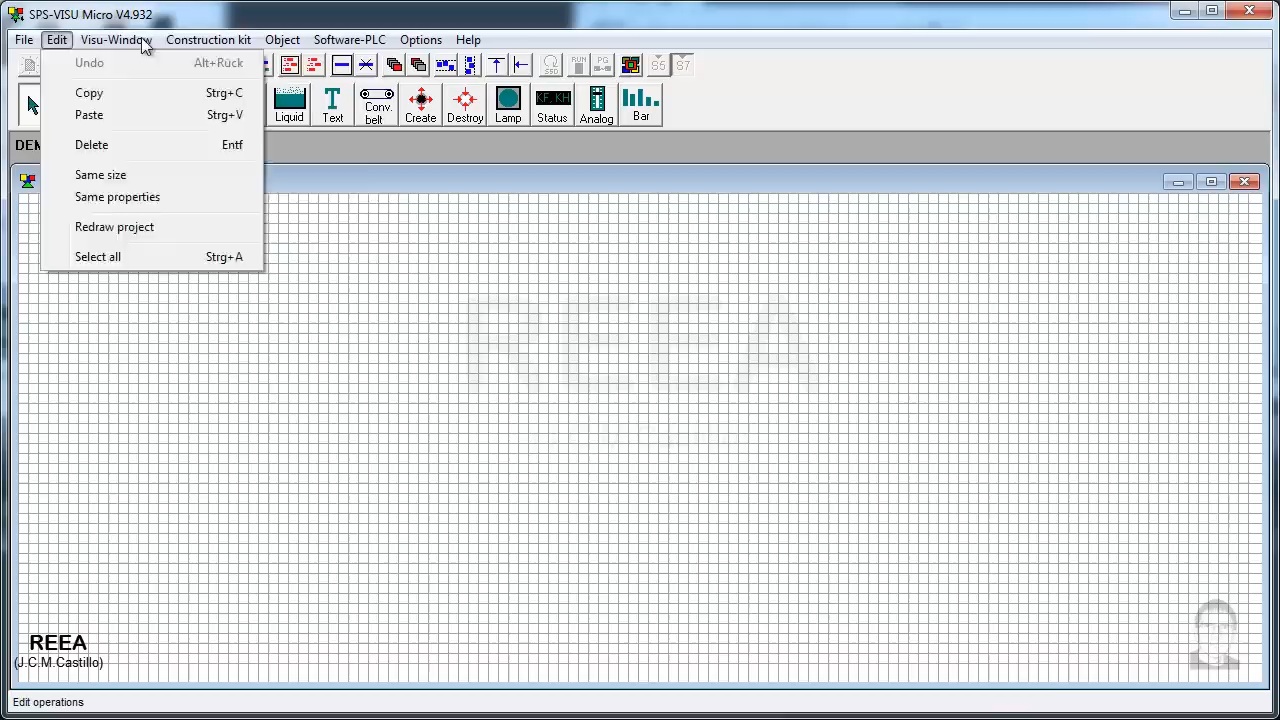 SPS-VISU Micro V4.932
File Edit Visu-Window Construction kit Object Software-PLC Options Help
Undo Alt+Rück
Copy Strg+C
Paste Strg+V
Delete Entf
Same size
Same properties
Redraw project
Select all Strg+A
RUN PG S5 S7
Liquid Text Conv. belt Create Destroy Lamp KF, KH Status Analog Bar
DEM
REEA
REEA
(J.C.M.Castillo)
Edit operations